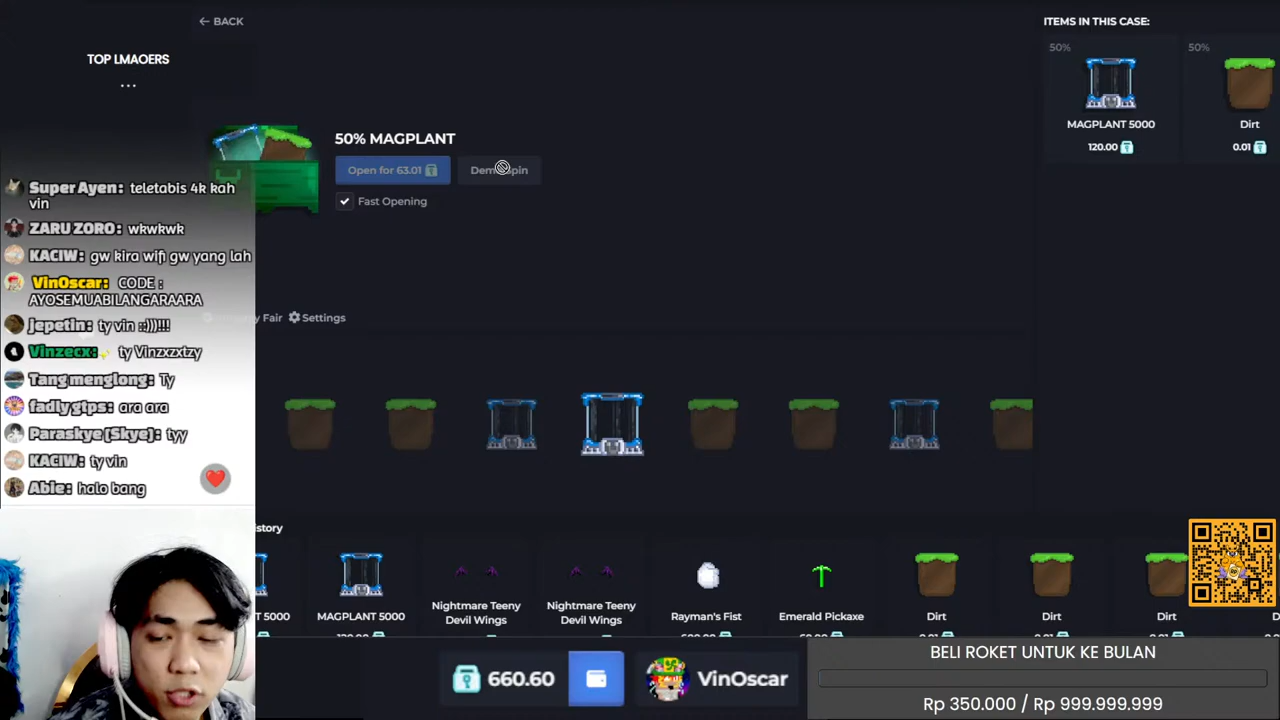 ← BACK
TOP LMAOERS
...
ITEMS IN THIS CASE:
50%
MAGPLANT 5000
120.00
50%
Dirt
0.01
50% MAGPLANT
Open for 63.01
Fast Opening
Fair
Settings
Super Ayen: teletabis 4k kah
vin
ZARU ZORO: wkwkwk
KACIW: gw kira wifi gw yang lah
VinOscar: CODE :
AYOSEMUABILANGARAARA
jepetin: ty vin ::)))!!!
Vinzecx: ty Vinzxzxtzy
Tang menglong: Ty
fadlygtps: ara ara
Paraskye (Skye): tyy
KACIW: ty vin
Abie: halo bang
5000
MAGPLANT 5000
Nightmare Teeny
Devil Wings
Nightmare Teeny
Devil Wings
Rayman's Fist
Emerald Pickaxe
Dirt
Dirt
Dirt
660.60
VinOscar
BELI ROKET UNTUK KE BULAN
Rp 350.000 / Rp 999.999.999